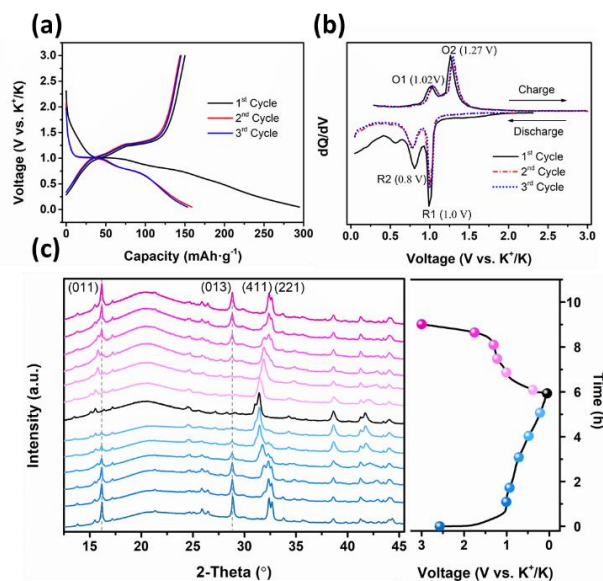 (a)
Voltage (V vs. K⁺/K)
3.0
2.5
2.0
1.5
1.0
0.5
0.0
0 50 100 150 200 250 300
Capacity (mAh·g⁻¹)
1ˢᵗ Cycle
2ⁿᵈ Cycle
3ʳᵈ Cycle
(b)
dQ/dV
O2 (1.27 V)
O1 (1.02V)
Charge
Discharge
R2 (0.8 V)
R1 (1.0 V)
1ˢᵗ Cycle
2ⁿᵈ Cycle
3ʳᵈ Cycle
0.0 0.5 1.0 1.5 2.0 2.5 3.0
Voltage (V vs. K⁺/K)
(c)
(011) (013) (411) (221)
Intensity (a.u.)
15 20 25 30 35 40 45
2-Theta (°)
10
8
6
4
2
0
Time (h)
3 2 1 0
Voltage (V vs. K⁺/K)